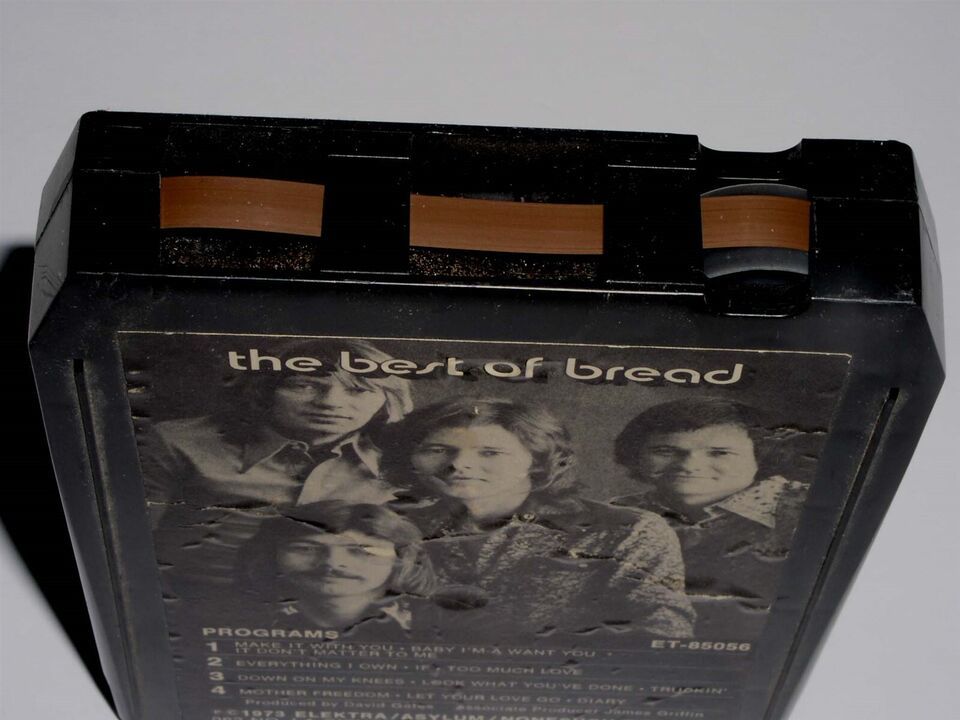 the best of bread
PROGRAMS
ET-85056
1 MAKE IT WITH YOU • BABY I'M-A WANT YOU •
IT DON'T MATTER TO ME
2 EVERYTHING I OWN • IF • TOO MUCH LOVE
3 DOWN ON MY KNEES • LOOK WHAT YOU'VE DONE • TRUCKIN'
4 MOTHER FREEDOM • LET YOUR LOVE GO • DIARY
Produced by David Gates Associate Producer James Griffin
1973 ELEKTRA/ASYLUM/